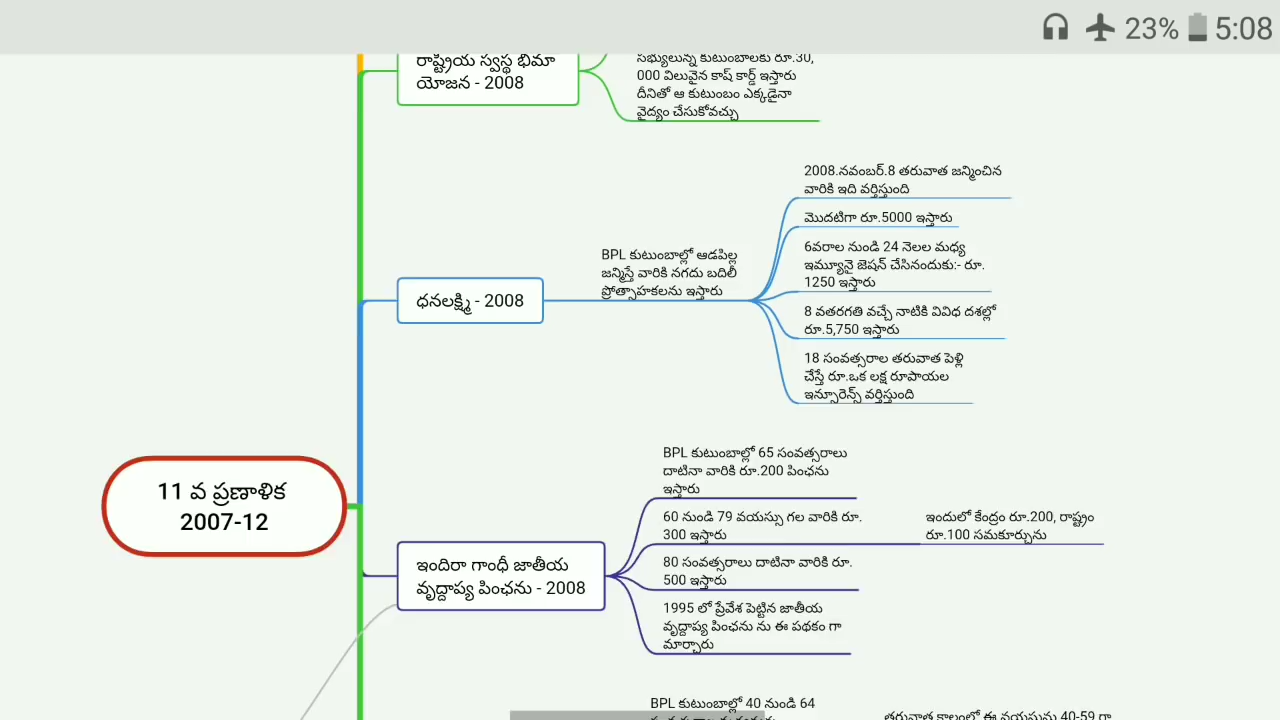 23% 5:08
రాష్ట్రీయ స్వస్థ భీమా
యోజన - 2008
సభ్యులున్న కుటుంబాలకు రూ.30,
000 విలువైన కాష్ కార్డ్ ఇస్తారు
దీనితో ఆ కుటుంబం ఎక్కడైనా
వైద్యం చేసుకోవచ్చు
ధనలక్ష్మి - 2008
BPL కుటుంబాల్లో ఆడపిల్ల
జన్మిస్తే వారికి నగదు బదిలీ
ప్రోత్సాహకలను ఇస్తారు
2008.నవంబర్.8 తరువాత జన్మించిన
వారికి ఇది వర్తిస్తుంది
మొదటిగా రూ.5000 ఇస్తారు
6వరాల నుండి 24 నెలల మధ్య
ఇమ్యూనై జెషన్ చేసినందుకు:- రూ.
1250 ఇస్తారు
8 వతరగతి వచ్చే నాటికి వివిధ దశల్లో
రూ.5,750 ఇస్తారు
18 సంవత్సరాల తరువాత పెళ్లి
చేస్తే రూ.ఒక లక్ష రూపాయల
ఇన్సూరెన్స్ వర్తిస్తుంది
11 వ ప్రణాళిక
2007-12
ఇందిరా గాంధీ జాతీయ
వృద్దాప్య పింఛను - 2008
BPL కుటుంబాల్లో 65 సంవత్సరాలు
దాటినా వారికి రూ.200 పింఛను
ఇస్తారు
60 నుండి 79 వయస్సు గల వారికి రూ.
300 ఇస్తారు
ఇందులో కేంద్రం రూ.200, రాష్ట్రం
రూ.100 సమకూర్చును
80 సంవత్సరాలు దాటినా వారికి రూ.
500 ఇస్తారు
1995 లో ప్రేవేశ పెట్టిన జాతీయ
వృద్దాప్య పింఛను ను ఈ పథకం గా
మార్చారు
BPL కుటుంబాల్లో 40 నుండి 64
తరువాత కాలంలో ఈ వయసును 40-59 గా